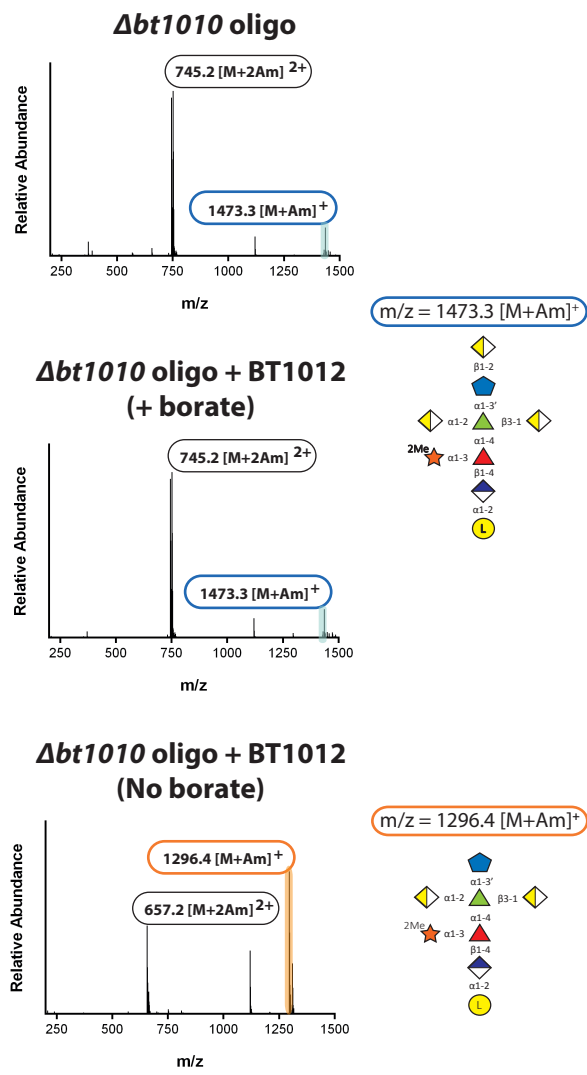 Δbt1010 oligo
745.2 [M+2Am] 2+
1473.3 [M+Am]+
Relative Abundance
250 500 750 1000 1250 1500
m/z
m/z = 1473.3 [M+Am]+
β1-2
α1-3′
α1-2 β3-1
α1-4
2Me α1-3
β1-4
α1-2
L
Δbt1010 oligo + BT1012
(+ borate)
745.2 [M+2Am] 2+
1473.3 [M+Am]+
Relative Abundance
250 500 750 1000 1250 1500
m/z
Δbt1010 oligo + BT1012
(No borate)
1296.4 [M+Am]+
657.2 [M+2Am]2+
Relative Abundance
250 500 750 1000 1250 1500
m/z
m/z = 1296.4 [M+Am]+
α1-3′
α1-2 β3-1
α1-4
2Me α1-3
β1-4
α1-2
L